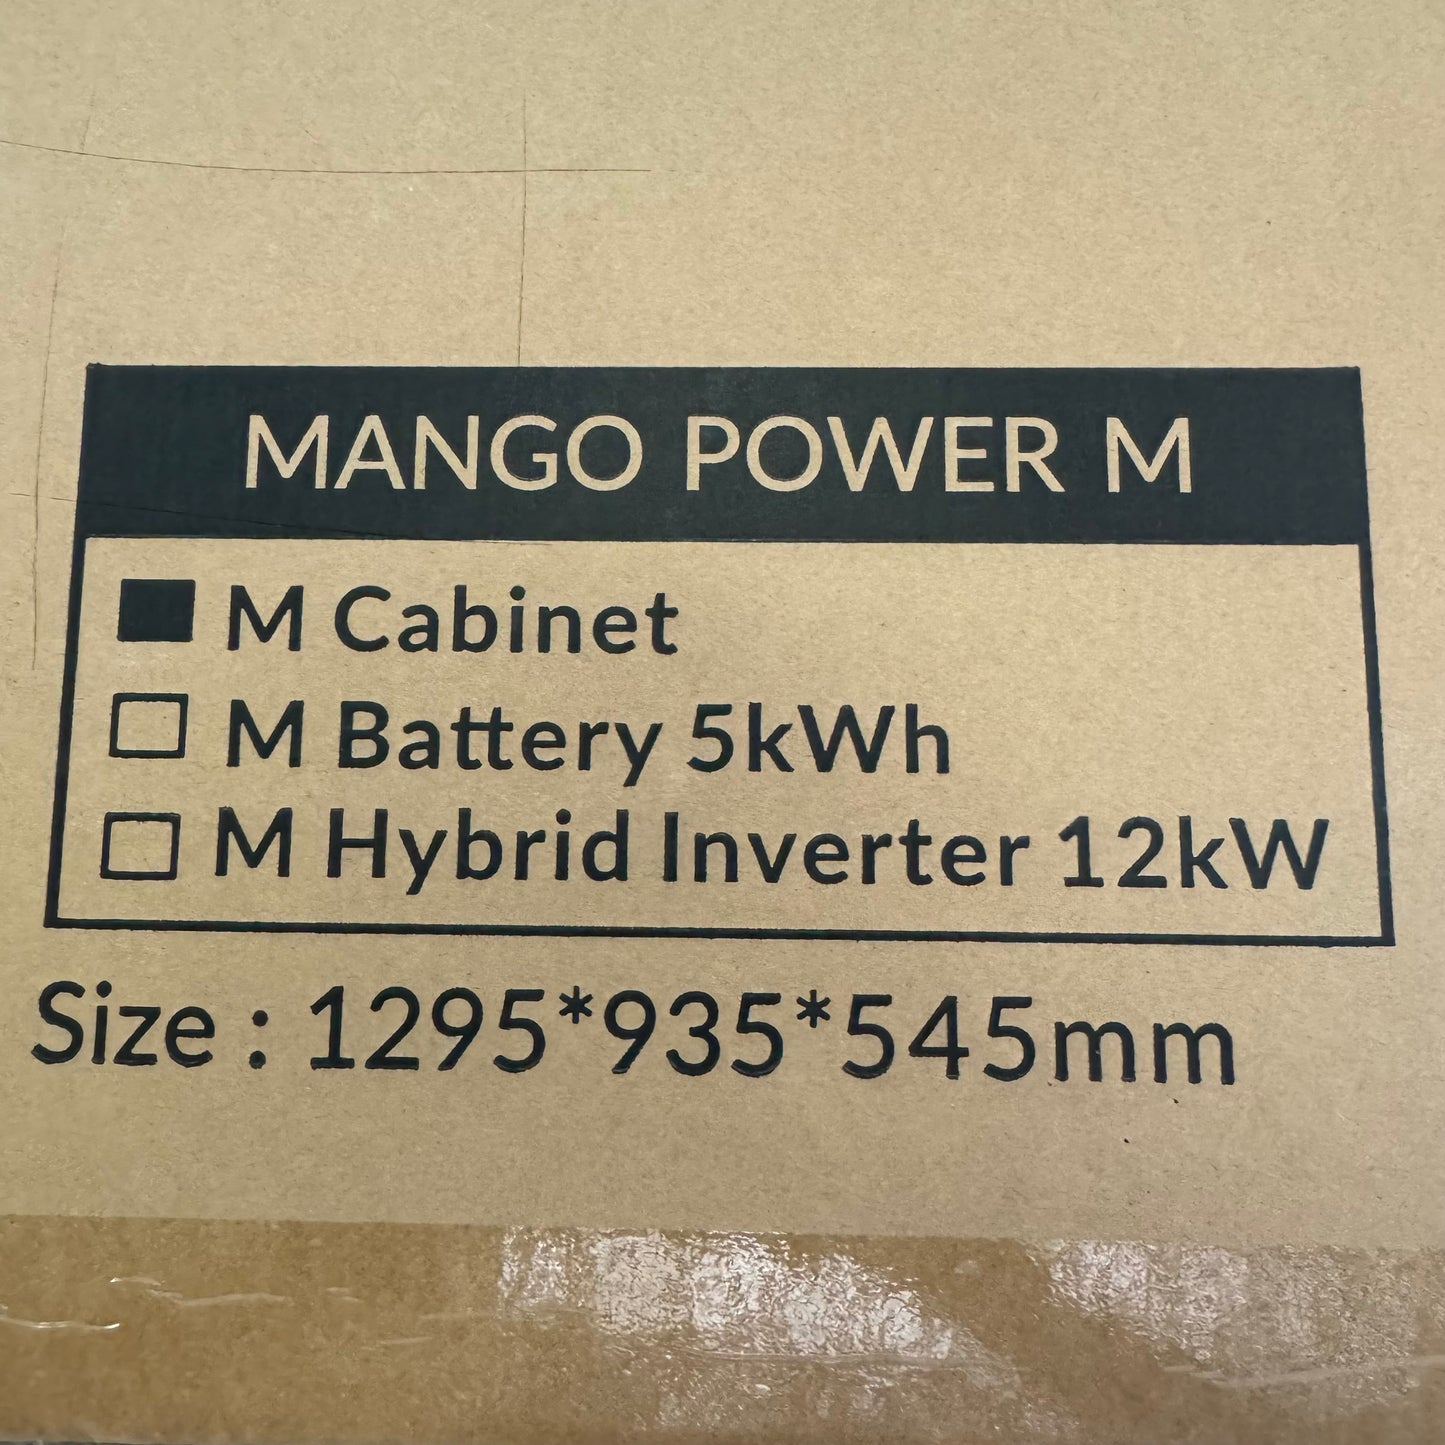 MANGO POWER M
M Cabinet
M Battery 5kWh
M Hybrid Inverter 12kW
Size : 1295*935*545mm